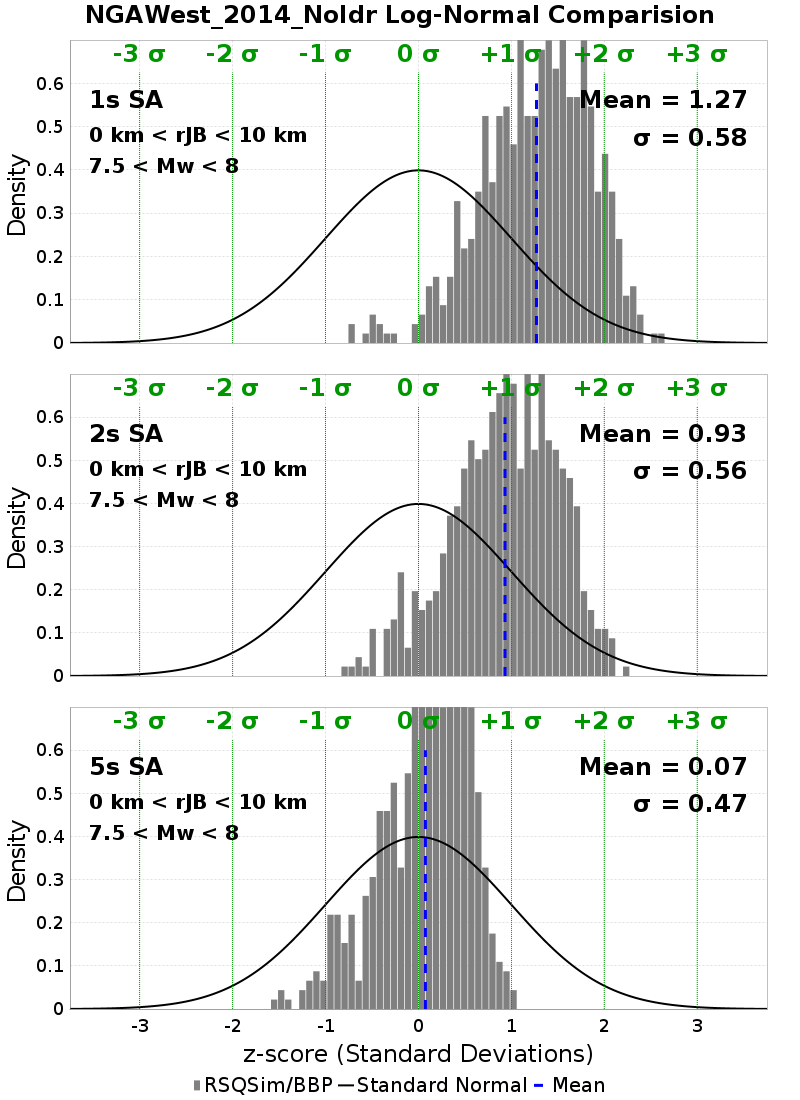 NGAWest_2014_NoIdr Log-Normal Comparision
-3 σ -2 σ -1 σ 0 σ +1 σ +2 σ +3 σ
1s SA
Mean = 1.27
0 km < rJB < 10 km
σ = 0.58
7.5 < Mw < 8
0.6
0.5
0.4
0.3
0.2
0.1
0
Density
-3 σ -2 σ -1 σ 0 σ +1 σ +2 σ +3 σ
2s SA
Mean = 0.93
0 km < rJB < 10 km
σ = 0.56
7.5 < Mw < 8
0.6
0.5
0.4
0.3
0.2
0.1
0
Density
-3 σ -2 σ -1 σ 0 σ +1 σ +2 σ +3 σ
5s SA
Mean = 0.07
0 km < rJB < 10 km
σ = 0.47
7.5 < Mw < 8
0.6
0.5
0.4
0.3
0.2
0.1
0
Density
-3 -2 -1 0 1 2 3
z-score (Standard Deviations)
RSQSim/BBP Standard Normal Mean